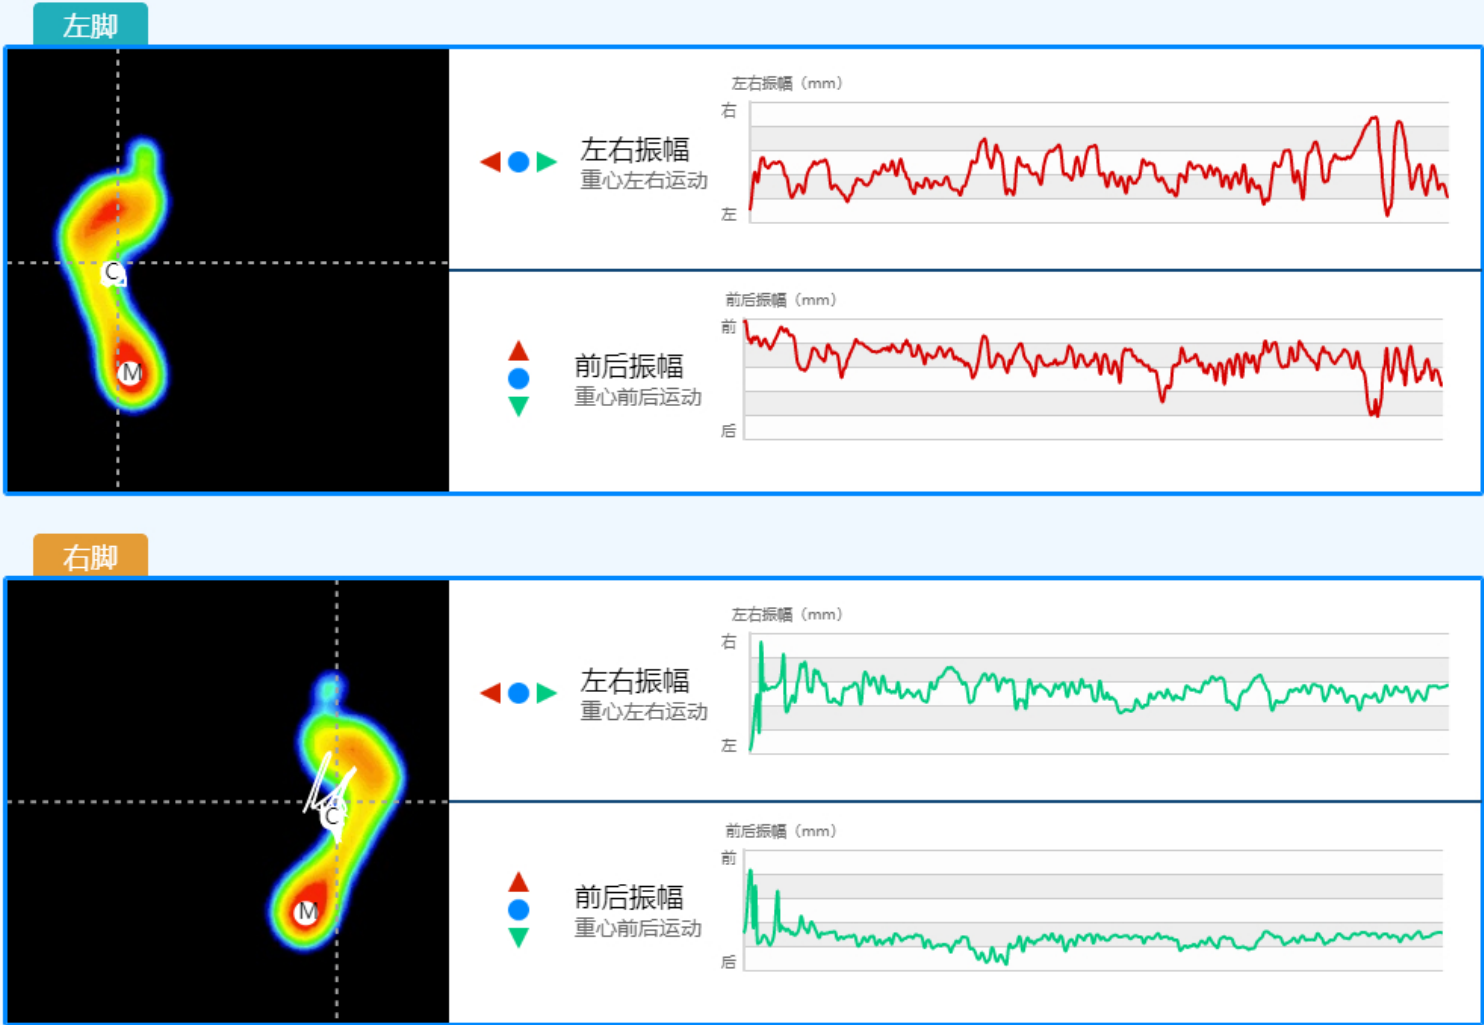 左脚
左右振幅（mm）
右
左右振幅
重心左右运动
左
C
前后振幅（mm）
前
前后振幅
M
重心前后运动
后
右脚
左右振幅（mm）
右
左右振幅
重心左右运动
左
C
前后振幅（mm）
前
前后振幅
M
重心前后运动
后